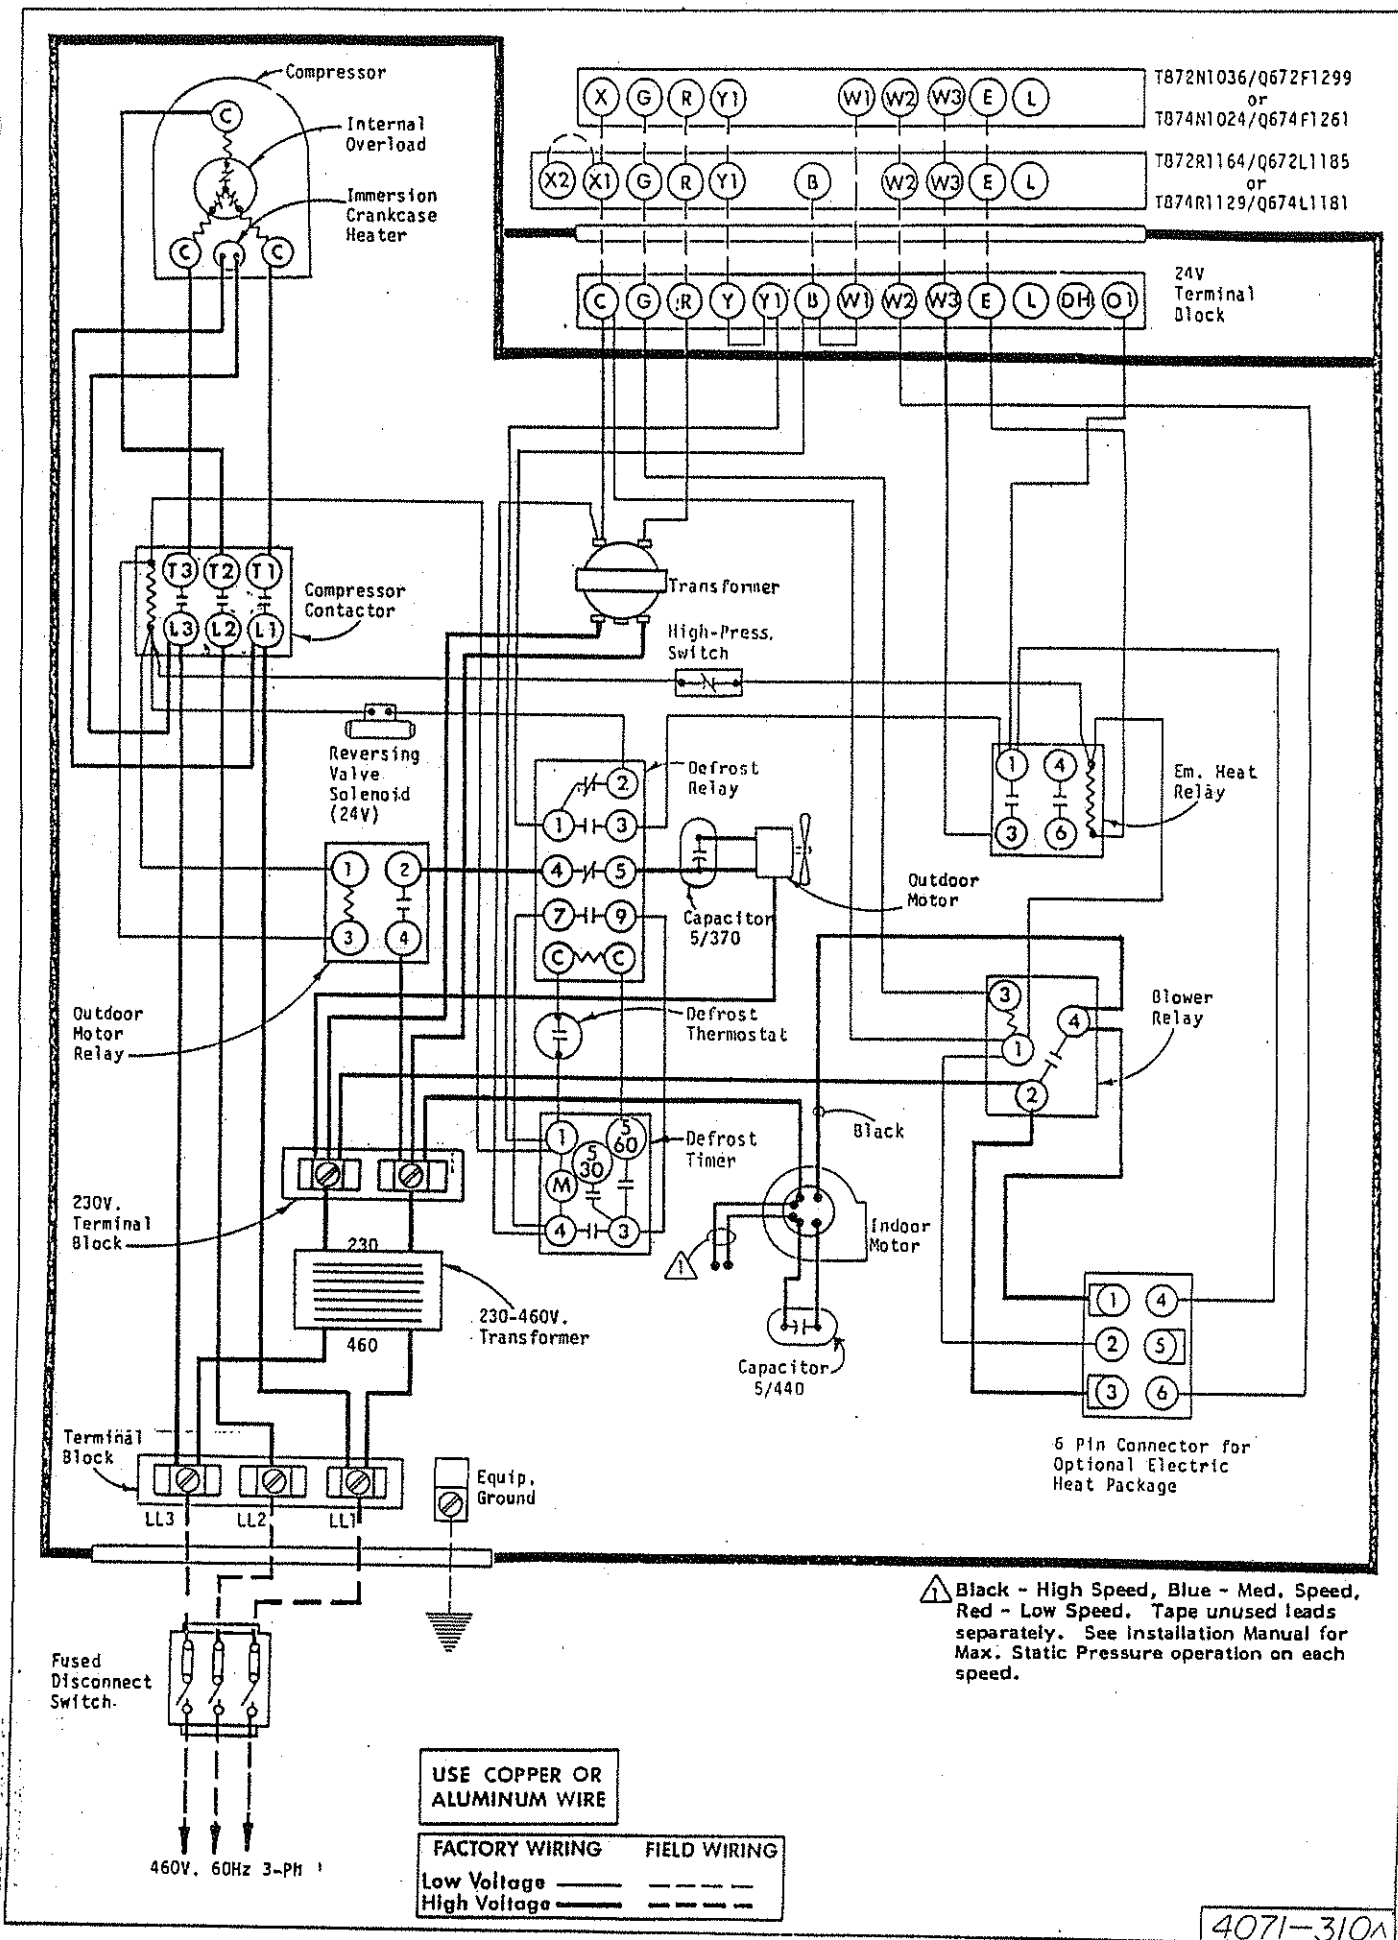 Compressor
C
Internal
Overload
Immersion
Crankcase
Heater
C C
X G R Y1 W1 W2 W3 E L
T872N1036/Q672F1299
or
T874N1024/Q674F1261
X2 X1 G R Y1 B W2 W3 E L
T872R1164/Q672L1185
or
T874R1129/Q674L1181
C G R Y Y1 B W1 W2 W3 E L DH O1
24V
Terminal
Block
T3 T2 T1
L3 L2 L1
Compressor
Contactor
Transformer
High-Press.
Switch
Reversing
Valve
Solenoid
(24V)
Defrost
Relay
2
1 3
4 5
7 9
C C
1 4
3 6
Em. Heat
Relay
1 2
3 4
Outdoor
Motor
Relay
Capacitor
5/370
Outdoor
Motor
Defrost
Thermostat
3
4
1
2
Blower
Relay
Black
1
5
60
5
30
M
4 3
Defrost
Timer
230V.
Terminal
Block
230
460
230-460V.
Transformer
1
Indoor
Motor
Capacitor
5/440
1 4
2 5
3 6
6 Pin Connector for
Optional Electric
Heat Package
Terminal
Block
LL3 LL2 LL1
Equip.
Ground
1 Black - High Speed, Blue - Med. Speed,
Red - Low Speed. Tape unused leads
separately. See Installation Manual for
Max. Static Pressure operation on each
speed.
Fused
Disconnect
Switch
460V. 60Hz 3-PH
USE COPPER OR
ALUMINUM WIRE
FACTORY WIRING FIELD WIRING
Low Voltage
High Voltage
4071-310A